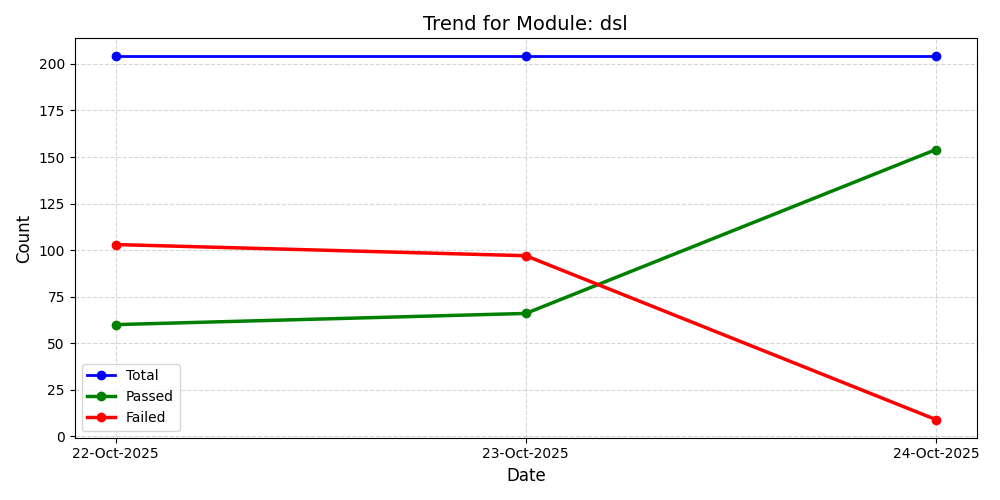 Trend for Module: dsl
Count
200
175
150
125
100
75
50
25
0
Total
Passed
Failed
22-Oct-2025
23-Oct-2025
24-Oct-2025
Date